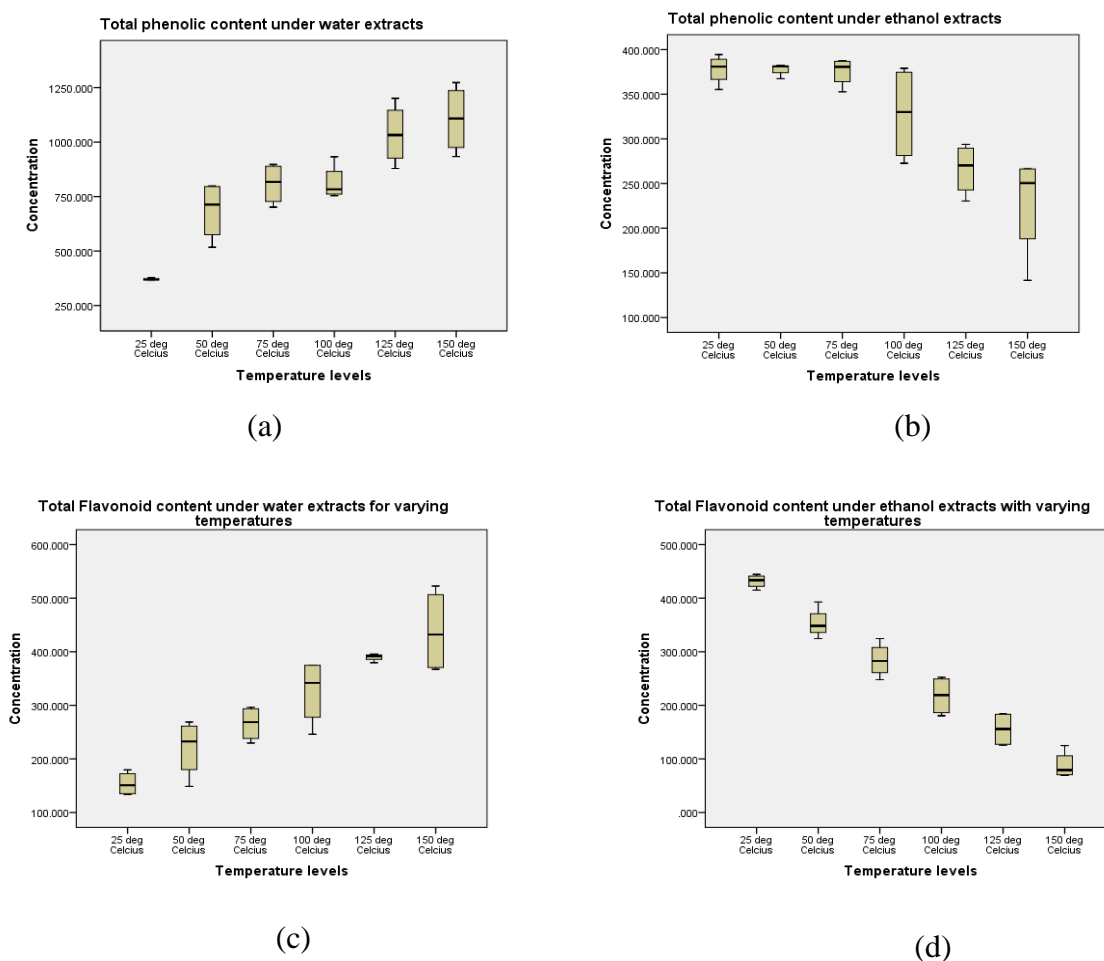 Total phenolic content under water extracts
Concentration
1250.000
1000.000
750.000
500.000
250.000
25 deg Celcius
50 deg Celcius
75 deg Celcius
100 deg Celcius
125 deg Celcius
150 deg Celcius
Temperature levels
(a)
Total phenolic content under ethanol extracts
Concentration
400.000
350.000
300.000
250.000
200.000
150.000
100.000
25 deg Celcius
50 deg Celcius
75 deg Celcius
100 deg Celcius
125 deg Celcius
150 deg Celcius
Temperature levels
(b)
Total Flavonoid content under water extracts for varying
temperatures
Concentration
600.000
500.000
400.000
300.000
200.000
100.000
25 deg Celcius
50 deg Celcius
75 deg Celcius
100 deg Celcius
125 deg Celcius
150 deg Celcius
Temperature levels
(c)
Total Flavonoid content under ethanol extracts with varying
temperatures
Concentration
500.000
400.000
300.000
200.000
100.000
.000
25 deg Celcius
50 deg Celcius
75 deg Celcius
100 deg Celcius
125 deg Celcius
150 deg Celcius
Temperature levels
(d)